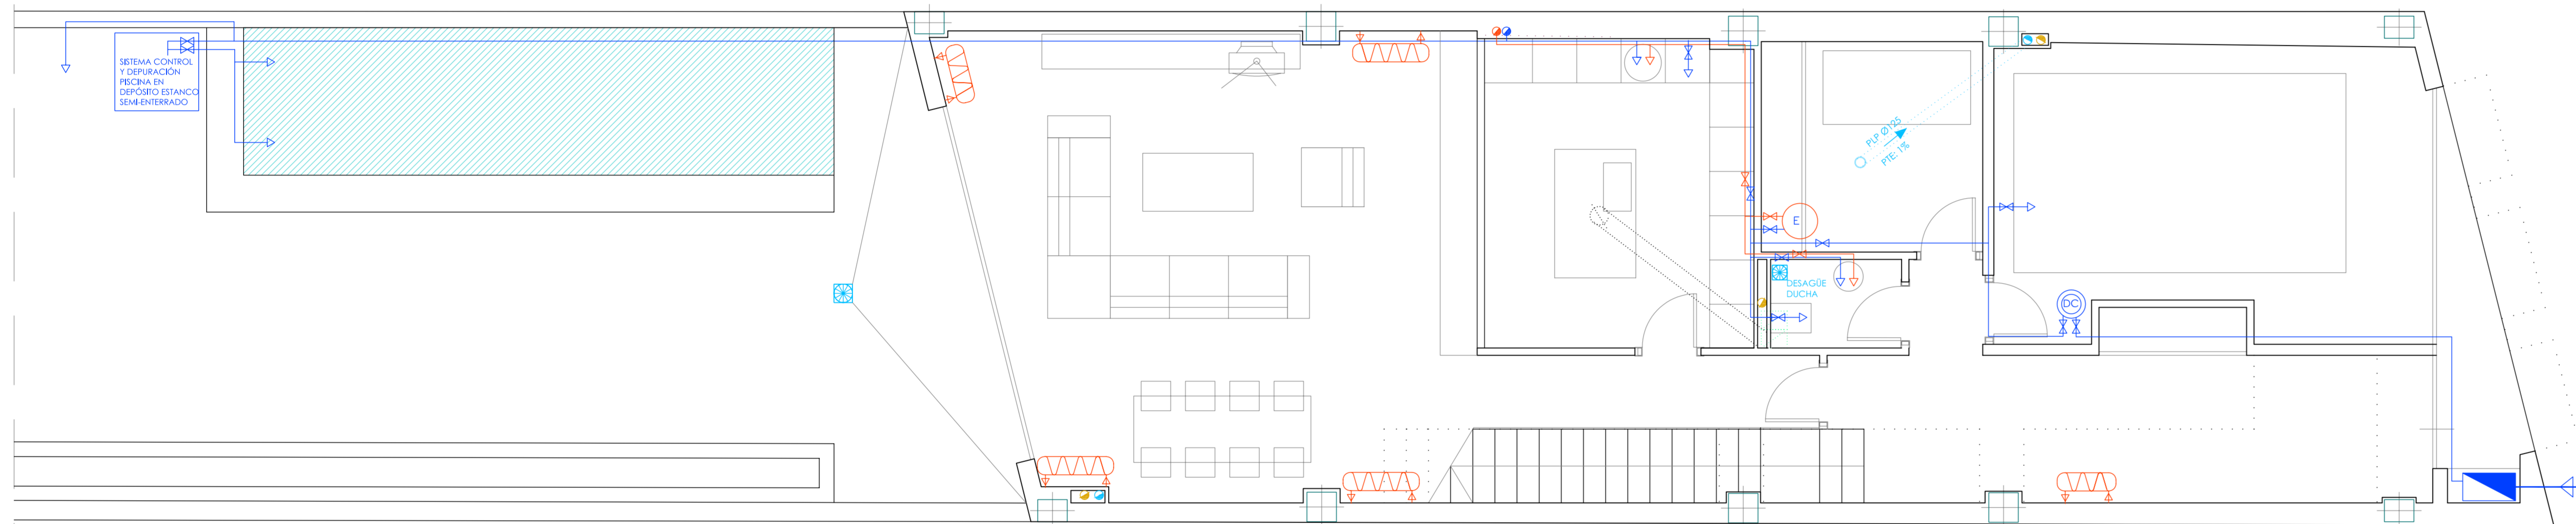 SISTEMA CONTROL
Y DEPURACIÓN
PISCINA EN
DEPÓSITO ESTANCO
SEMI-ENTERRADO
PLP Ø125
PTE: 1%
E
DESAGÜE
DUCHA
DC